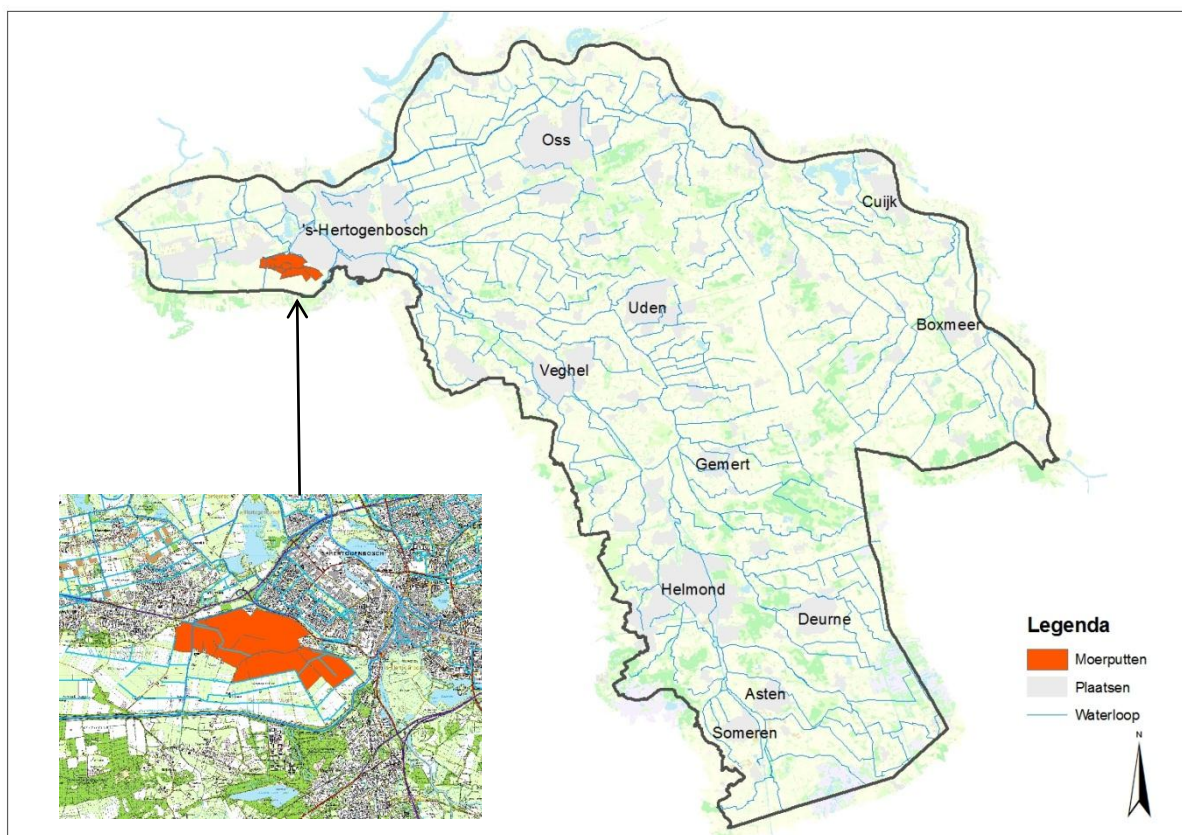 Oss
Cuijk
's-Hertogenbosch
Uden
Boxmeer
Veghel
Gemert
Helmond
Deurne
Asten
Someren
Legenda
Moerputten
Plaatsen
Waterloop
N